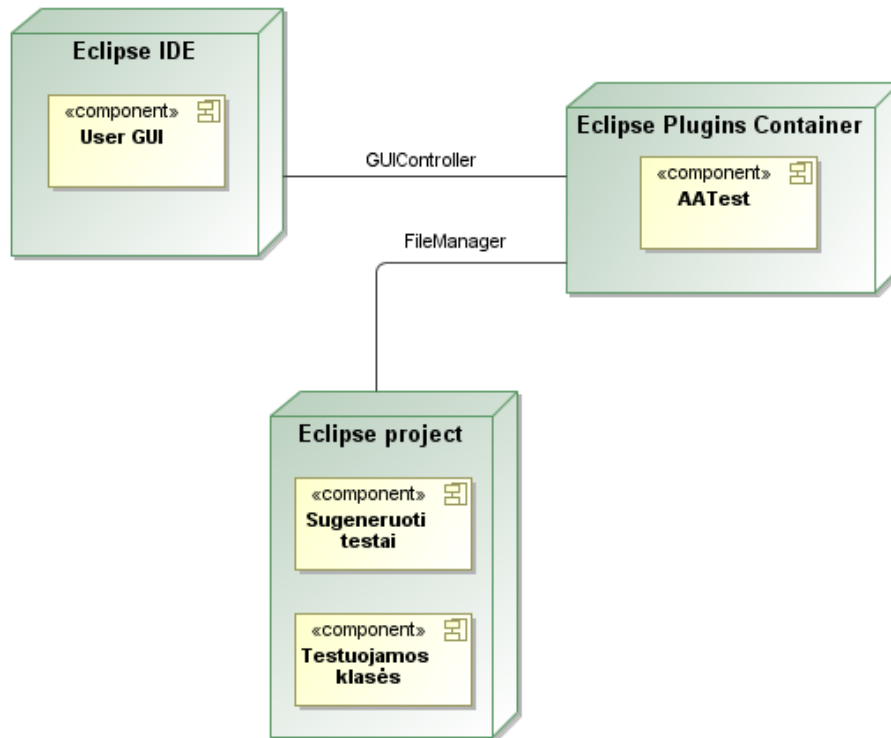 Eclipse IDE
«component»
User GUI
GUIController
Eclipse Plugins Container
«component»
AATest
FileManager
Eclipse project
«component»
Sugeneruoti
testai
«component»
Testuojamos
klasės